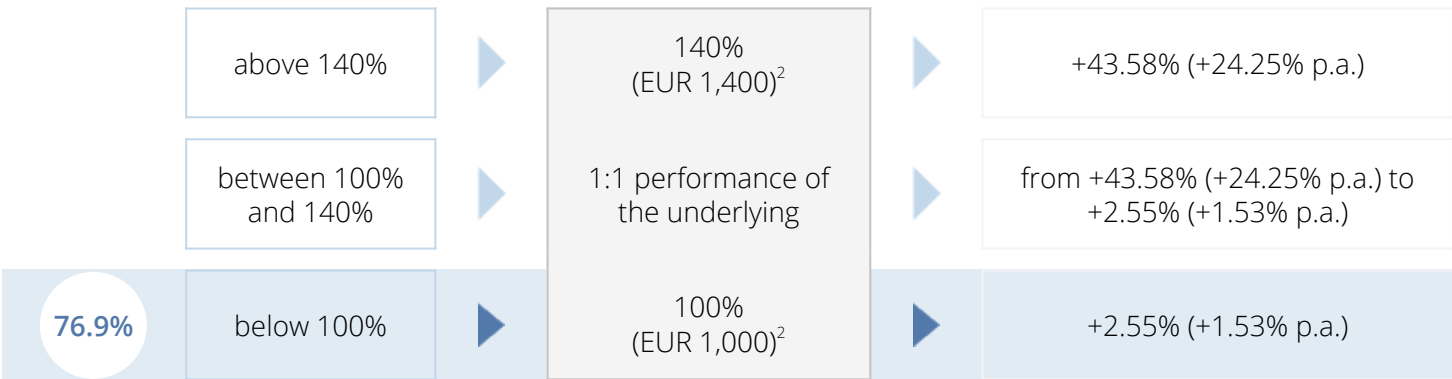 above 140%
140%
(EUR 1,400)²
+43.58% (+24.25% p.a.)
between 100%
and 140%
1:1 performance of
the underlying
from +43.58% (+24.25% p.a.) to
+2.55% (+1.53% p.a.)
76.9%
below 100%
100%
(EUR 1,000)²
+2.55% (+1.53% p.a.)